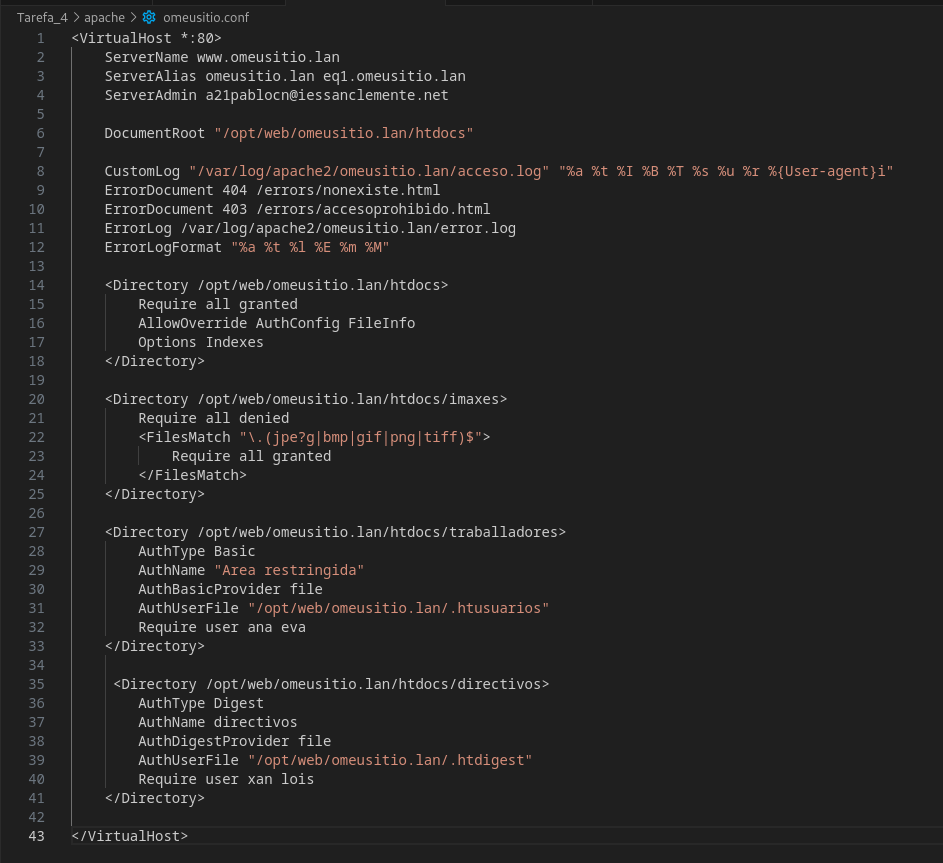 Tarefa_4 > apache > omeusitio.conf
1 <VirtualHost *:80>
2 ServerName www.omeusitio.lan
3 ServerAlias omeusitio.lan eq1.omeusitio.lan
4 ServerAdmin a21pablocn@iessanclemente.net
5
6 DocumentRoot "/opt/web/omeusitio.lan/htdocs"
7
8 CustomLog "/var/log/apache2/omeusitio.lan/acceso.log" "%a %t %I %B %T %s %u %r %{User-agent}i"
9 ErrorDocument 404 /errors/nonexiste.html
10 ErrorDocument 403 /errors/accesoprohibido.html
11 ErrorLog /var/log/apache2/omeusitio.lan/error.log
12 ErrorLogFormat "%a %t %l %E %m %M"
13
14 <Directory /opt/web/omeusitio.lan/htdocs>
15 Require all granted
16 AllowOverride AuthConfig FileInfo
17 Options Indexes
18 </Directory>
19
20 <Directory /opt/web/omeusitio.lan/htdocs/imaxes>
21 Require all denied
22 <FilesMatch "\.(jpe?g|bmp|gif|png|tiff)$">
23 Require all granted
24 </FilesMatch>
25 </Directory>
26
27 <Directory /opt/web/omeusitio.lan/htdocs/traballadores>
28 AuthType Basic
29 AuthName "Area restringida"
30 AuthBasicProvider file
31 AuthUserFile "/opt/web/omeusitio.lan/.htusuarios"
32 Require user ana eva
33 </Directory>
34
35 <Directory /opt/web/omeusitio.lan/htdocs/directivos>
36 AuthType Digest
37 AuthName directivos
38 AuthDigestProvider file
39 AuthUserFile "/opt/web/omeusitio.lan/.htdigest"
40 Require user xan lois
41 </Directory>
42
43 </VirtualHost>